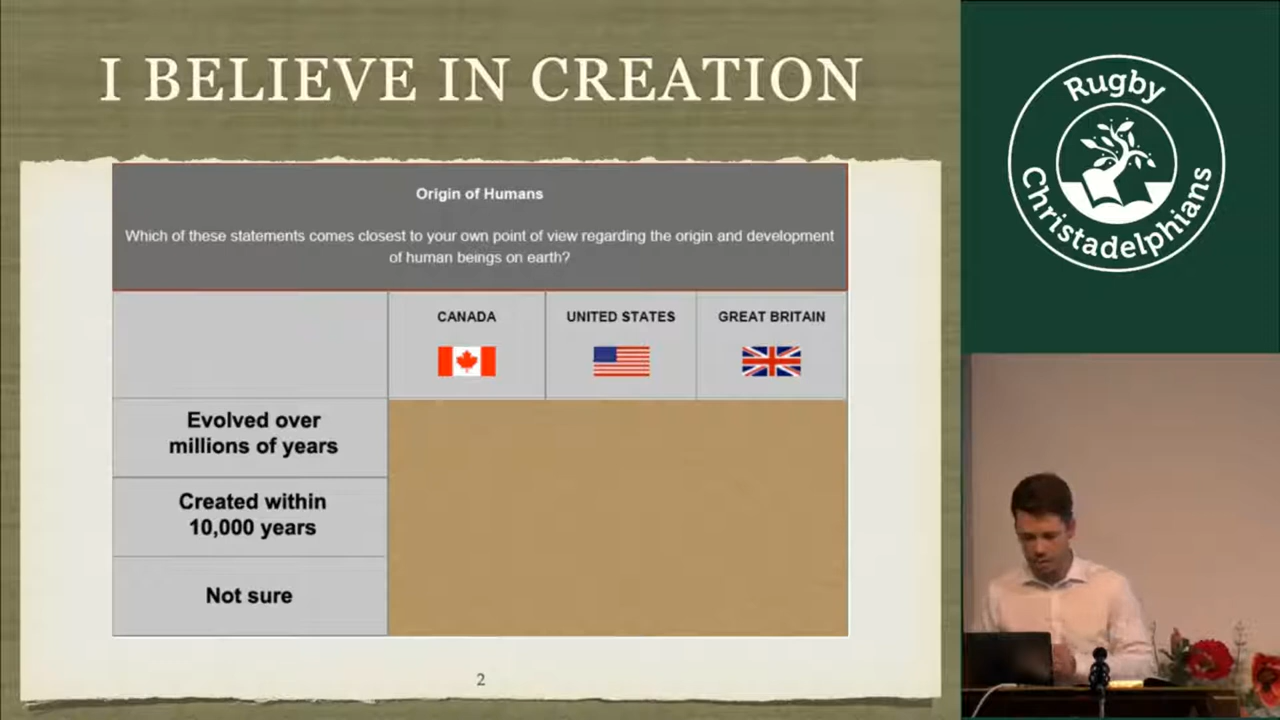 I BELIEVE IN CREATION
Origin of Humans
Which of these statements comes closest to your own point of view regarding the origin and development
of human beings on earth?
CANADA UNITED STATES GREAT BRITAIN
Evolved over
millions of years
Created within
10,000 years
Not sure
2
Rugby
Christadelphians